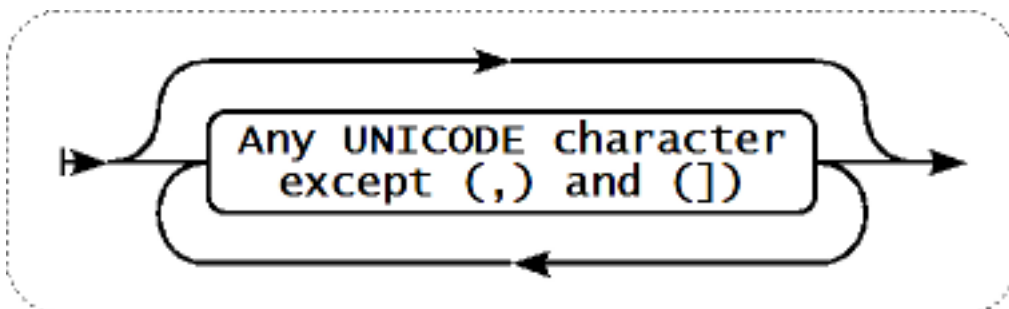 Any UNICODE character
except (,) and (])